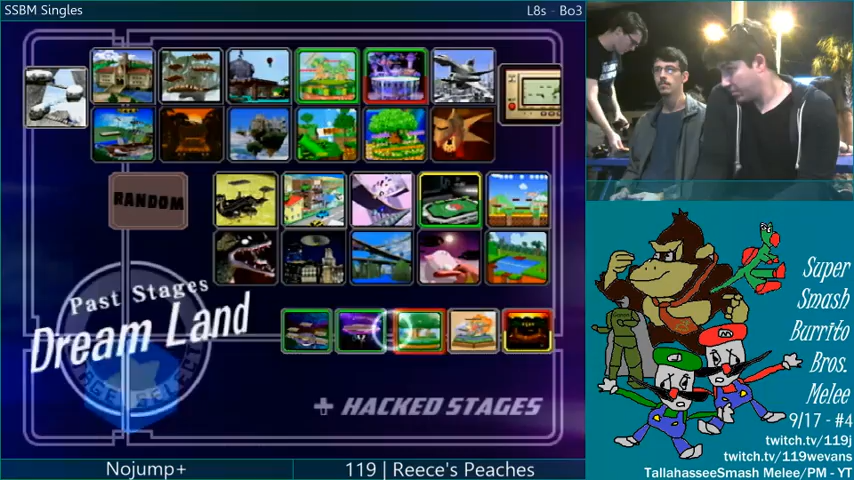 SSBM Singles
L8s - Bo3
RANDOM
Past Stages
Dream Land
+ HACKED STAGES
Nojump+
119 | Reece's Peaches
Super
Smash
Burrito
Bros.
Melee
9/17 - #4
twitch.tv/119j
twitch.tv/119wevans
TallahasseeSmash Melee/PM - YT